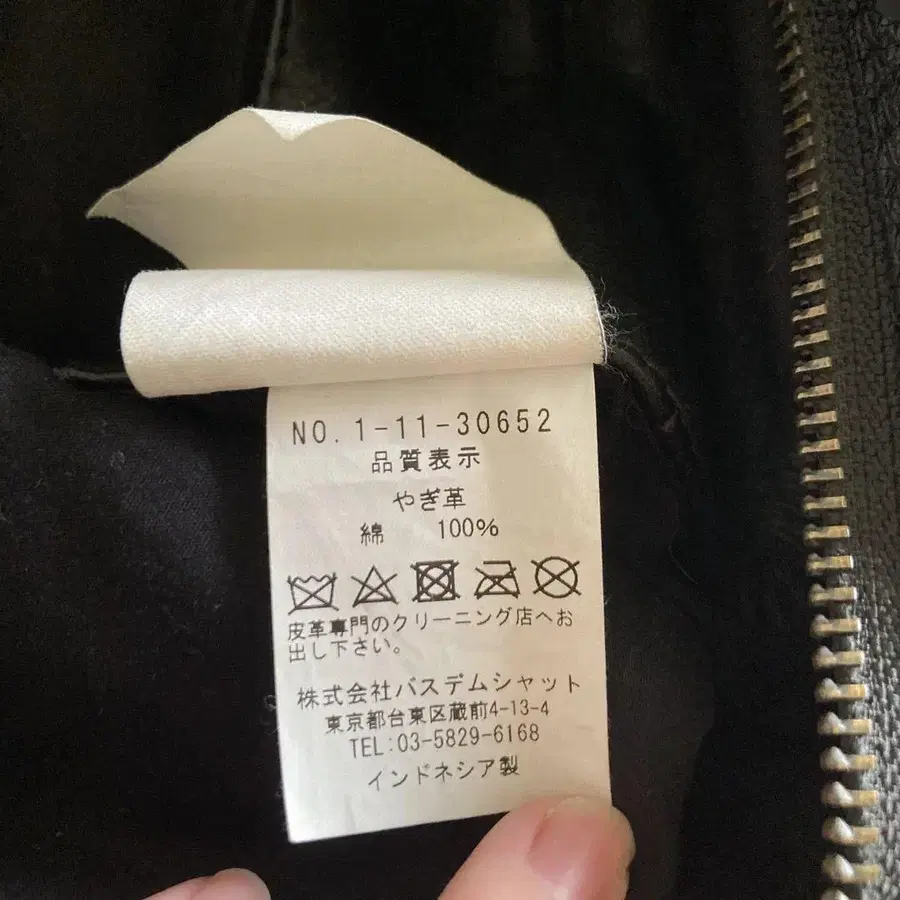 NO. 1-11-30652
品質表示
やぎ革
綿 100%
皮革専門のクリーニング店へお
出し下さい。
株式会社バスデムシャット
東京都台東区蔵前4-13-4
TEL:03-5829-6168
インドネシア製